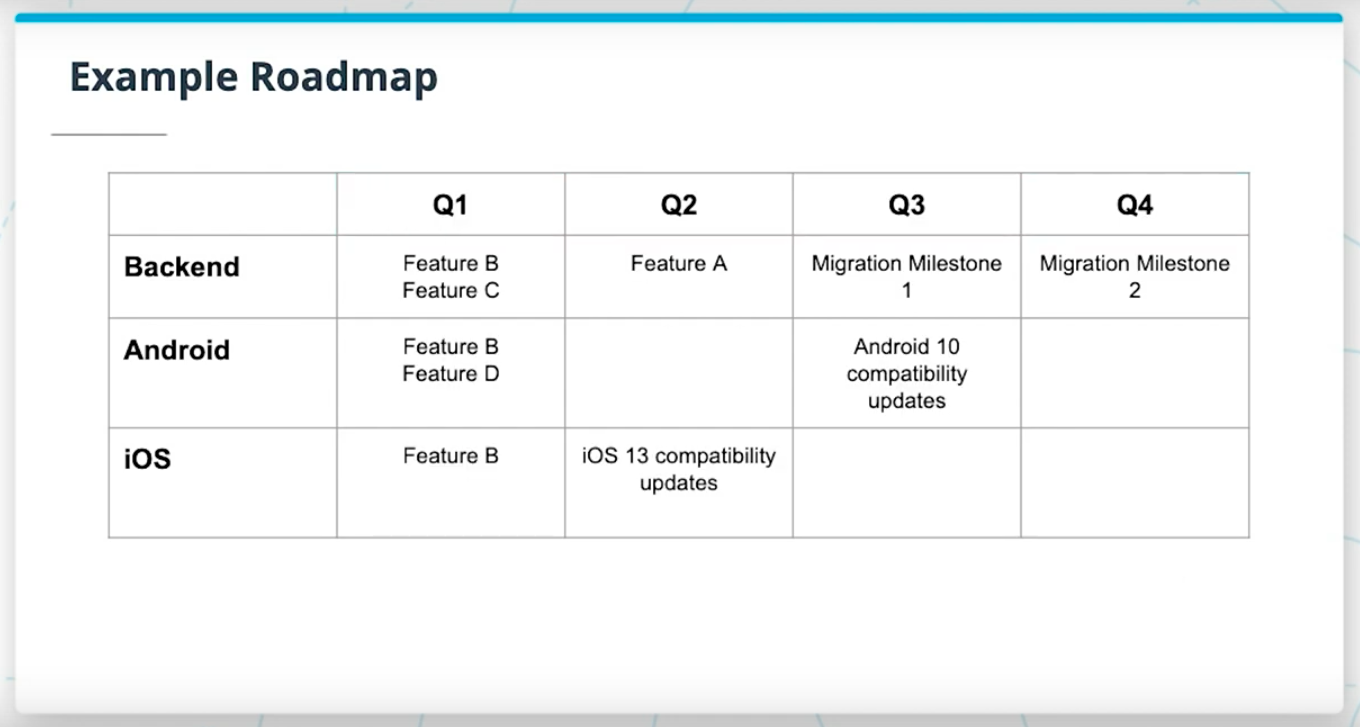 Example Roadmap
Q1 Q2 Q3 Q4
Backend
Feature B
Feature C
Feature A
Migration Milestone
1
Migration Milestone
2
Android
Feature B
Feature D
Android 10
compatibility
updates
iOS
Feature B
iOS 13 compatibility
updates